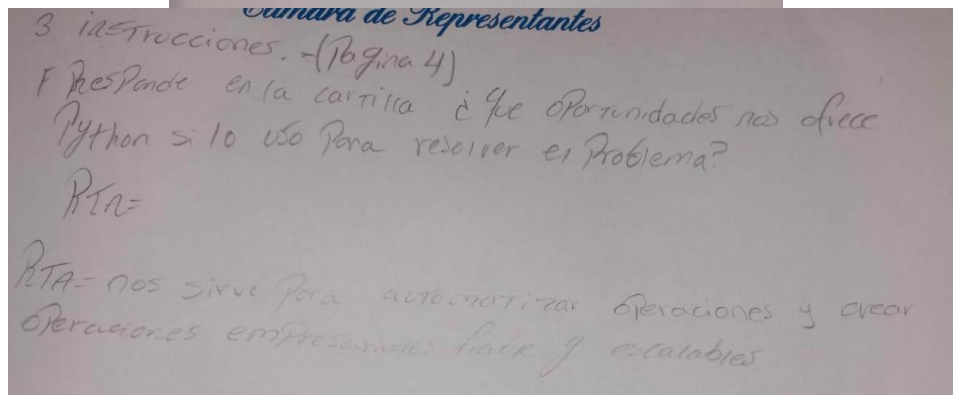 Cámara de Representantes
3 instrucciones. -(Pagina 4)
F Responde en la cartilla ¿ que oportunidades nos ofrece
Python si lo uso para resolver el Problema?
RTA=
RTA= nos sirve para automatizar operaciones y crear
operaciones empresariales y escalables